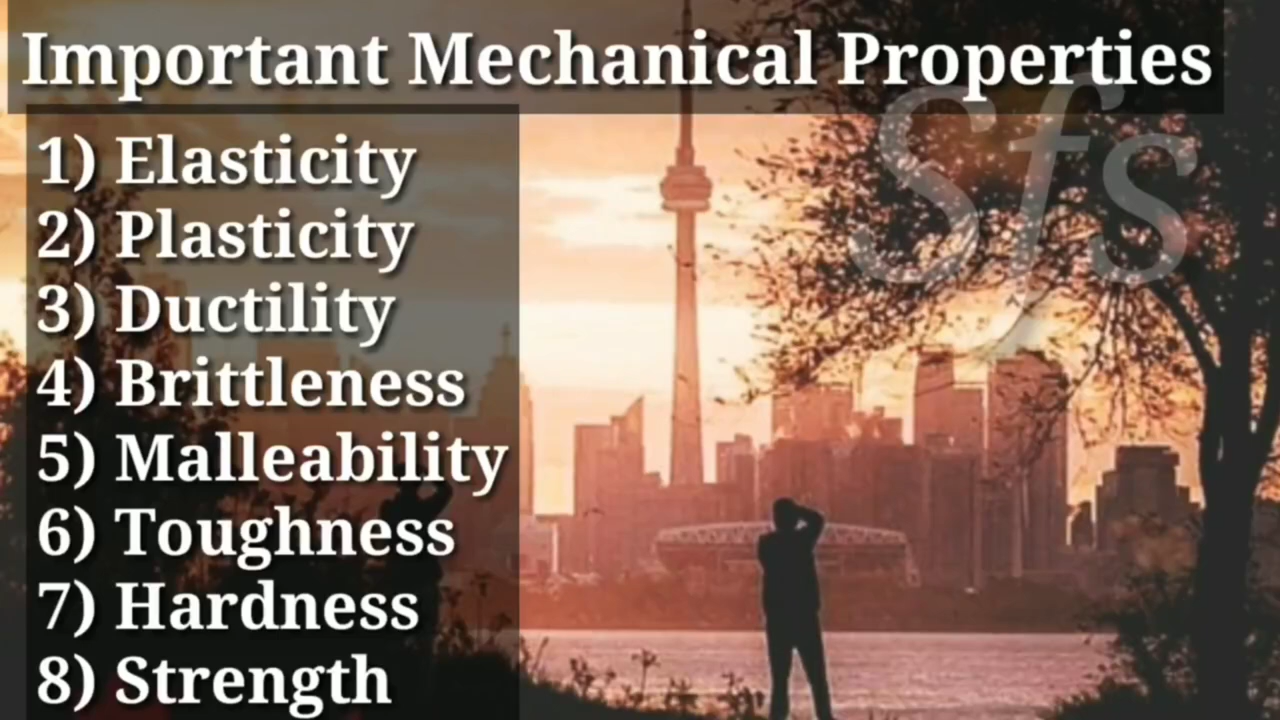 Important Mechanical Properties
Sfs
1) Elasticity
2) Plasticity
3) Ductility
4) Brittleness
5) Malleability
6) Toughness
7) Hardness
8) Strength